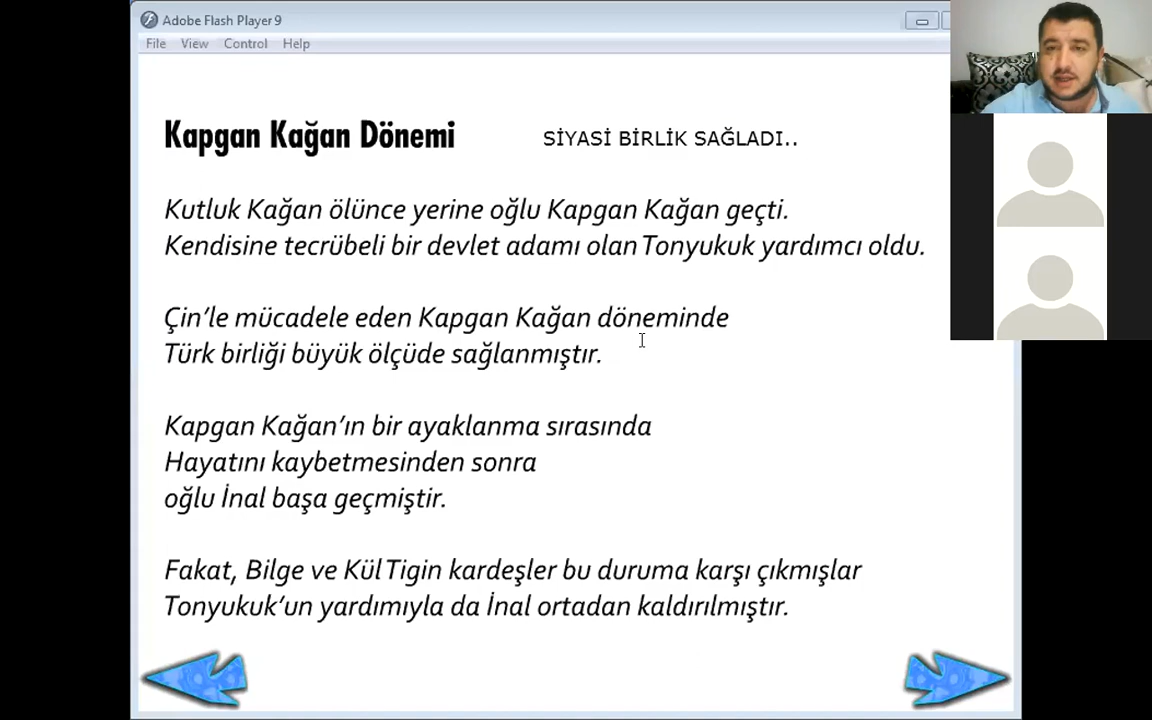 Adobe Flash Player 9
File View Control Help
Kapgan Kağan Dönemi SİYASİ BİRLİK SAĞLADI..
Kutluk Kağan ölünce yerine oğlu Kapgan Kağan geçti.
Kendisine tecrübeli bir devlet adamı olan Tonyukuk yardımcı oldu.
Çin’le mücadele eden Kapgan Kağan döneminde
Türk birliği büyük ölçüde sağlanmıştır.
Kapgan Kağan’ın bir ayaklanma sırasında
Hayatını kaybetmesinden sonra
oğlu İnal başa geçmiştir.
Fakat, Bilge ve Kül Tigin kardeşler bu duruma karşı çıkmışlar
Tonyukuk’un yardımıyla da İnal ortadan kaldırılmıştır.